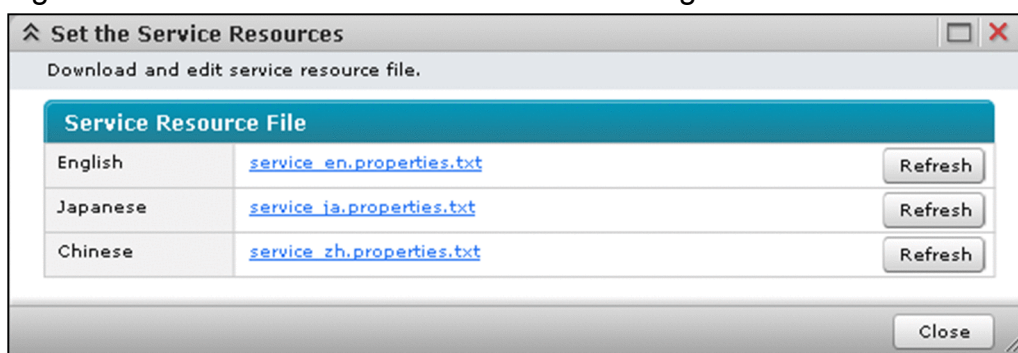 Set the Service Resources
Download and edit service resource file.
Service Resource File
English service_en.properties.txt Refresh
Japanese service_ja.properties.txt Refresh
Chinese service_zh.properties.txt Refresh
Close